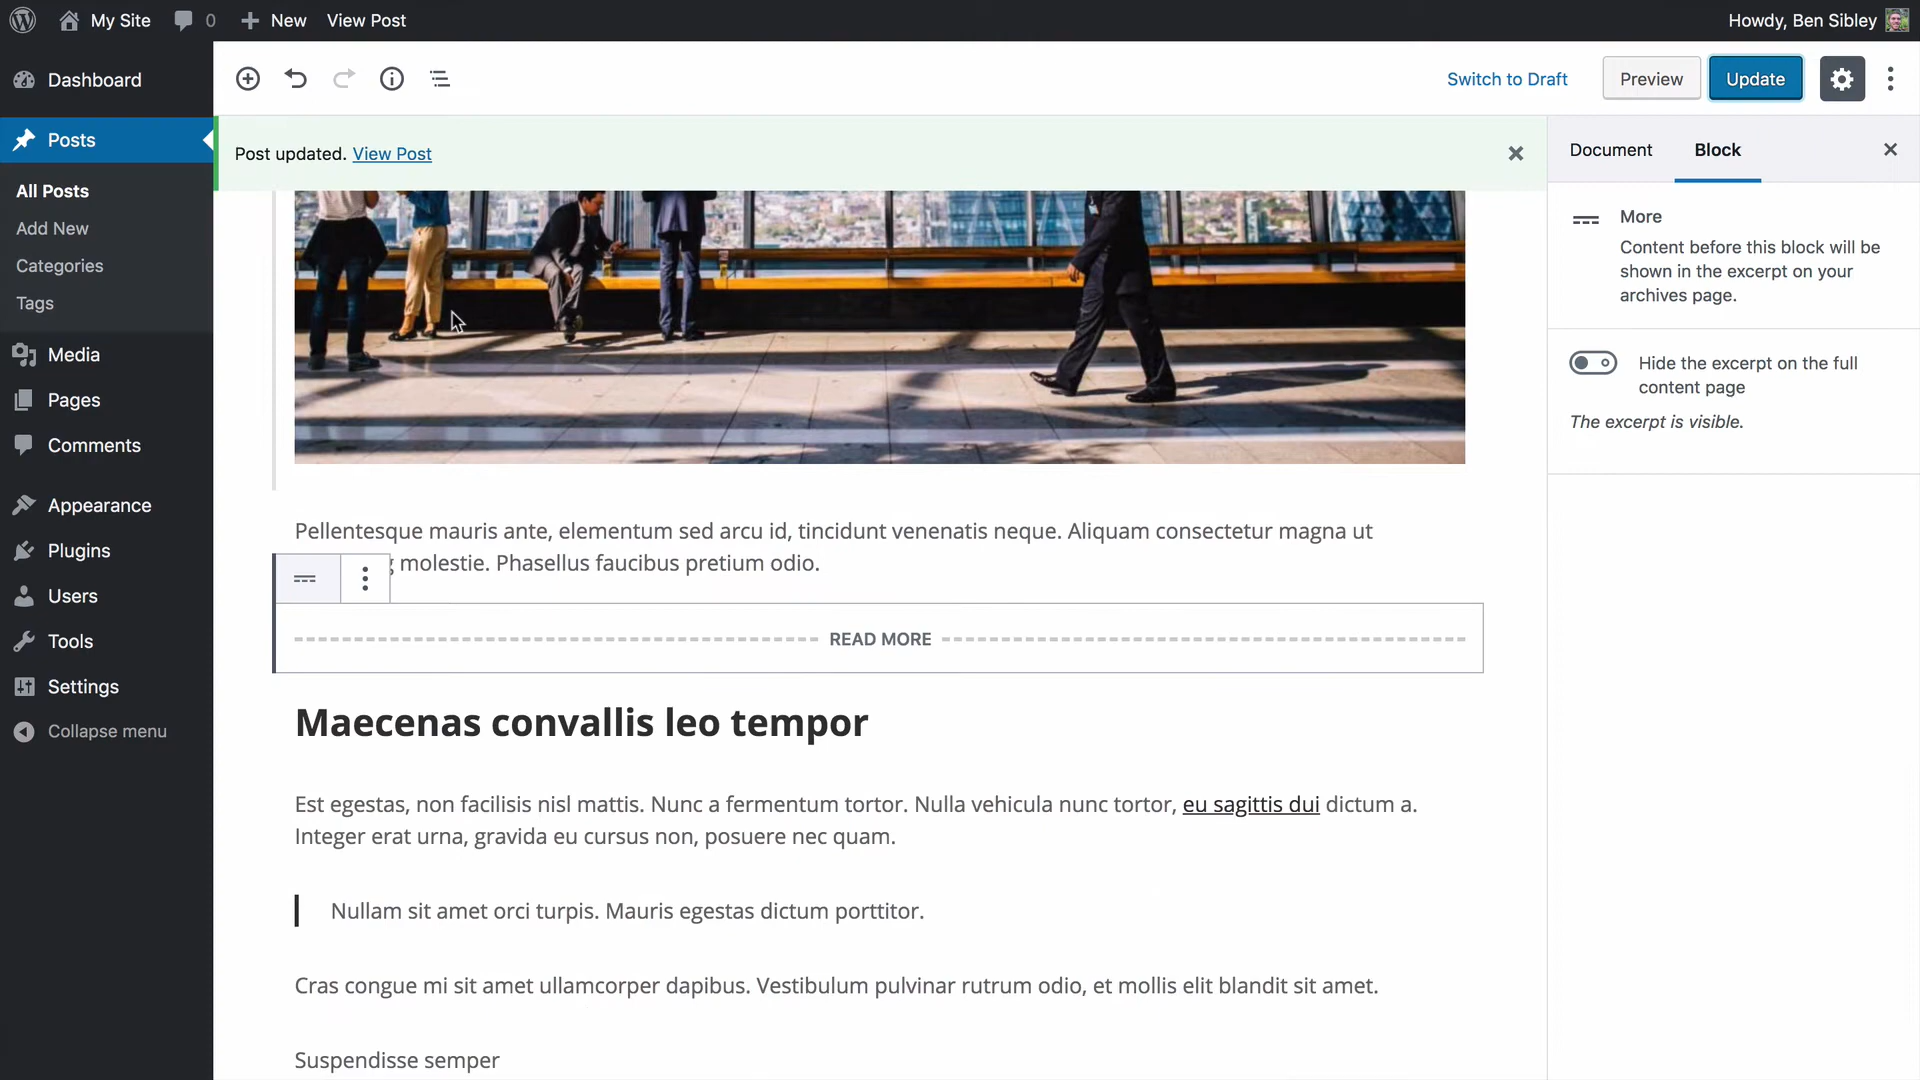 My Site
0
New
View Post
Howdy, Ben Sibley
Dashboard
Posts
All Posts
Add New
Categories
Tags
Media
Pages
Comments
Appearance
Plugins
Users
Tools
Settings
Collapse menu
Switch to Draft
Preview
Update
Post updated. View Post
Pellentesque mauris ante, elementum sed arcu id, tincidunt venenatis neque. Aliquam consectetur magna ut
molestie. Phasellus faucibus pretium odio.
READ MORE
Maecenas convallis leo tempor
Est egestas, non facilisis nisl mattis. Nunc a fermentum tortor. Nulla vehicula nunc tortor, eu sagittis dui dictum a.
Integer erat urna, gravida eu cursus non, posuere nec quam.
Nullam sit amet orci turpis. Mauris egestas dictum porttitor.
Cras congue mi sit amet ullamcorper dapibus. Vestibulum pulvinar rutrum odio, et mollis elit blandit sit amet.
Suspendisse semper
Document
Block
More
Content before this block will be
shown in the excerpt on your
archives page.
Hide the excerpt on the full
content page
The excerpt is visible.